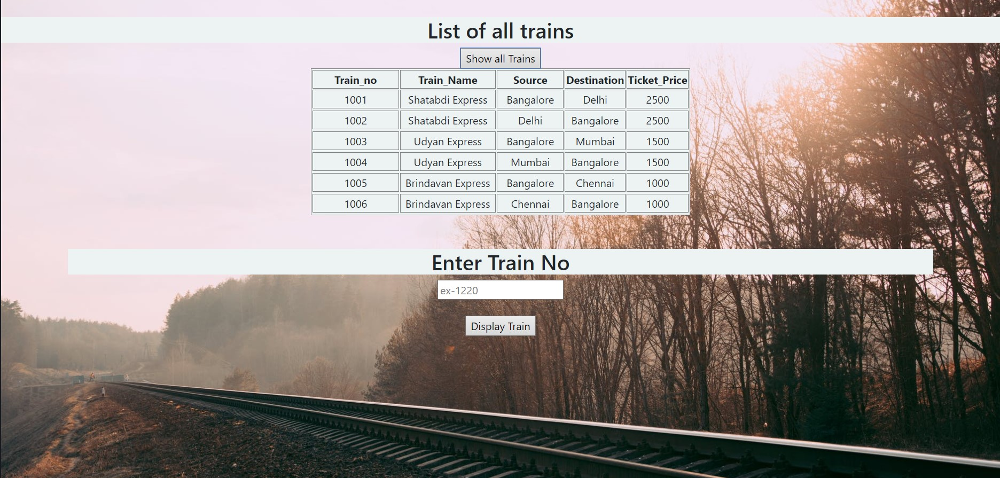 List of all trains
Show all Trains
Train_no Train_Name Source Destination Ticket_Price
1001 Shatabdi Express Bangalore Delhi 2500
1002 Shatabdi Express Delhi Bangalore 2500
1003 Udyan Express Bangalore Mumbai 1500
1004 Udyan Express Mumbai Bangalore 1500
1005 Brindavan Express Bangalore Chennai 1000
1006 Brindavan Express Chennai Bangalore 1000
Enter Train No
ex-1220
Display Train